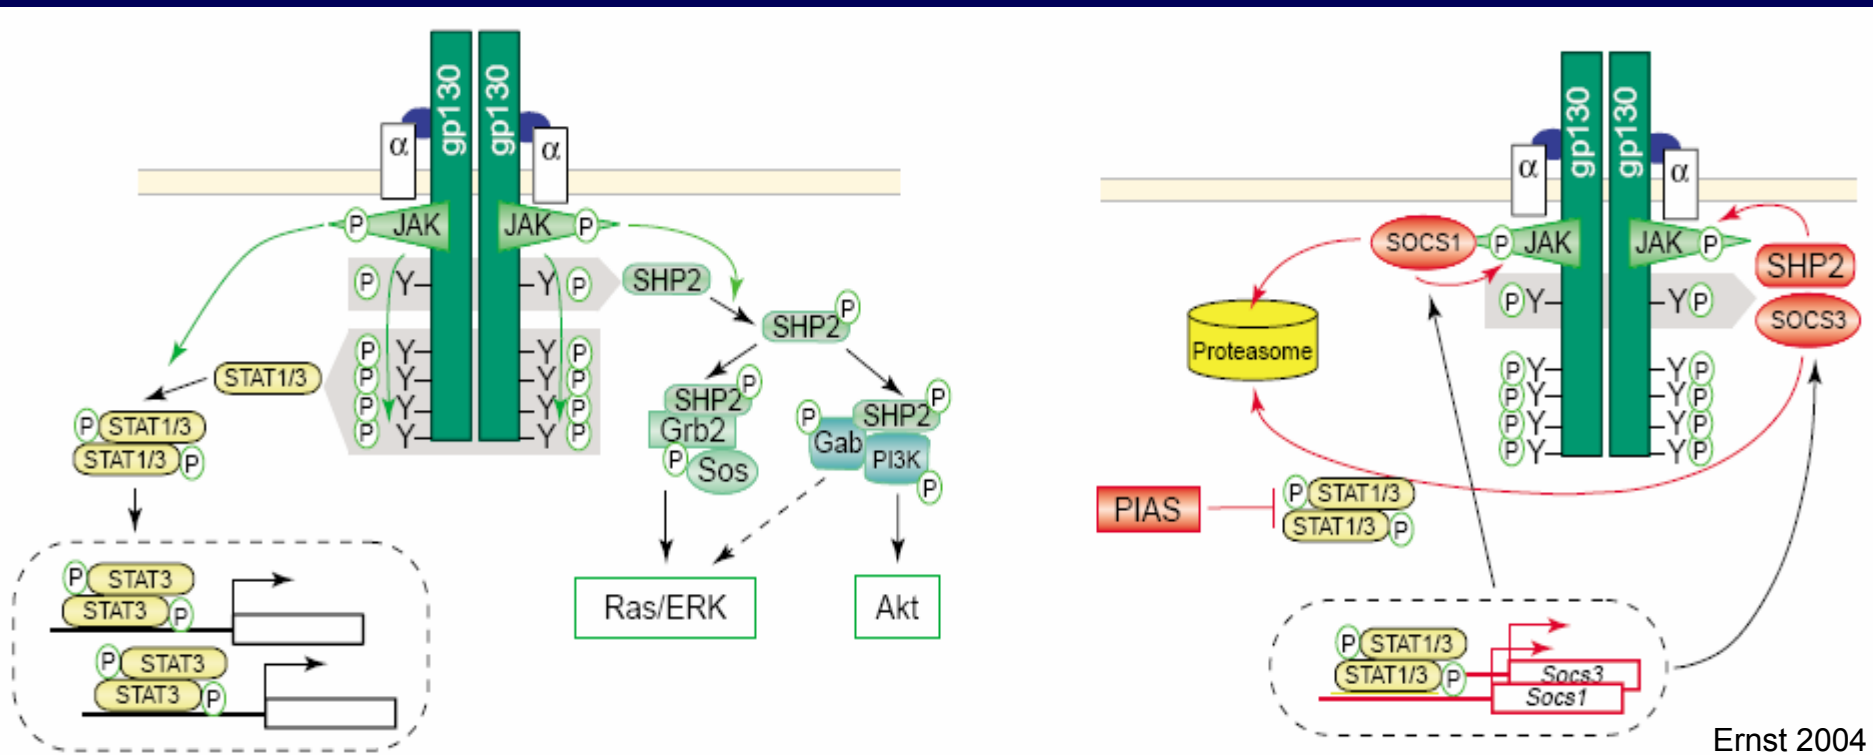 gp130
gp130
α
α
P
JAK
JAK
P
P
Y
Y
P
SHP2
P
SHP2
P
Y
Y
P
P
Y
Y
P
P
Y
Y
P
P
Y
Y
P
STAT1/3
P
STAT1/3
STAT1/3
P
P
SHP2
Grb2
P
Sos
P
SHP2
P
Gab
PI3K
P
P
STAT3
STAT3
P
P
STAT3
STAT3
P
Ras/ERK
Akt
gp130
gp130
α
α
SOCS1
P
JAK
JAK
P
SHP2
P
Y
Y
P
SOCS3
Proteasome
P
Y
Y
P
P
Y
Y
P
P
Y
Y
P
P
Y
Y
P
PIAS
P
STAT1/3
STAT1/3
P
P
STAT1/3
STAT1/3
P
Socs3
Socs1
Ernst 2004